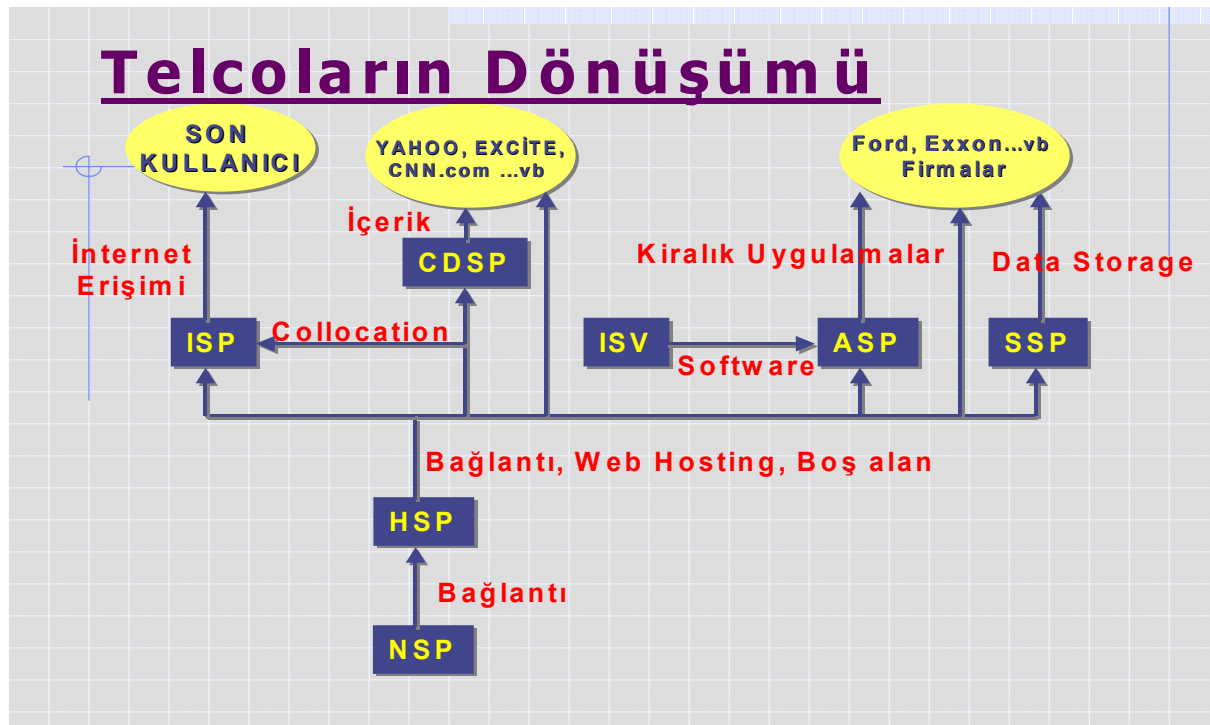 Telcoların Dönüşümü
SON
KULLANICI
YAHOO, EXCİTE,
CNN.com ...vb
Ford, Exxon...vb
Firmalar
İçerik
İnternet
Erişimi
CDSP
Kiralık Uygulamalar
Data Storage
ISP
Collocation
ISV
Software
ASP
SSP
Bağlantı, Web Hosting, Boş alan
HSP
Bağlantı
NSP